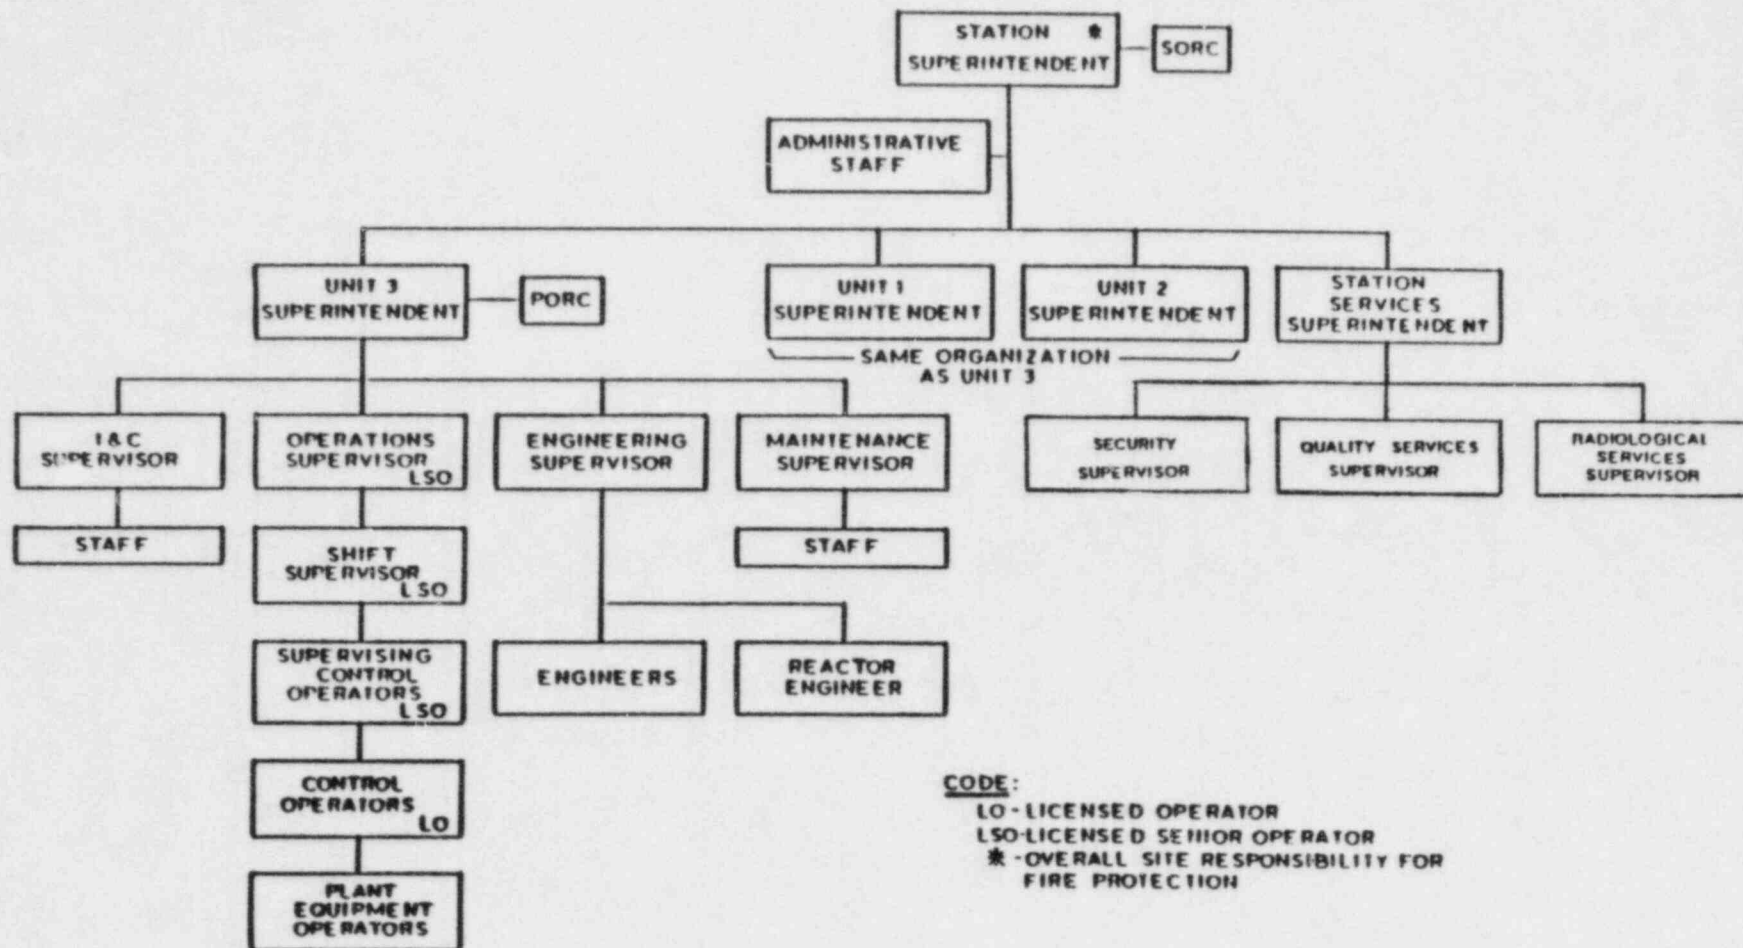 STATION *
SUPERINTENDENT
SORC
ADMINISTRATIVE
STAFF
UNIT 3
SUPERINTENDENT
PORC
UNIT 1
SUPERINTENDENT
UNIT 2
SUPERINTENDENT
STATION
SERVICES
SUPERINTENDENT
SAME ORGANIZATION
AS UNIT 3
I & C
SUPERVISOR
OPERATIONS
SUPERVISOR
LSO
ENGINEERING
SUPERVISOR
MAINTENANCE
SUPERVISOR
SECURITY
SUPERVISOR
QUALITY SERVICES
SUPERVISOR
RADIOLOGICAL
SERVICES
SUPERVISOR
STAFF
SHIFT
SUPERVISOR
LSO
STAFF
SUPERVISING
CONTROL
OPERATORS
LSO
ENGINEERS
REACTOR
ENGINEER
CONTROL
OPERATORS
LO
PLANT
EQUIPMENT
OPERATORS
CODE:
LO - LICENSED OPERATOR
LSO-LICENSED SENIOR OPERATOR
* - OVERALL SITE RESPONSIBILITY FOR
FIRE PROTECTION